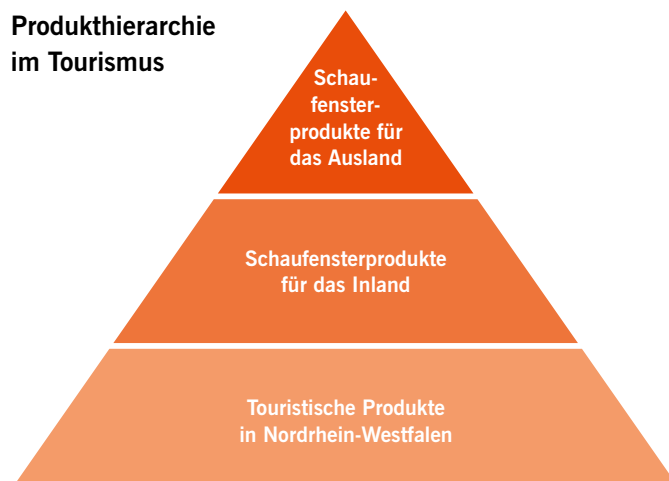 Produkthierarchie
im Tourismus
Schau-
fenster-
produkte für
das Ausland
Schaufensterprodukte
für das Inland
Touristische Produkte
in Nordrhein-Westfalen